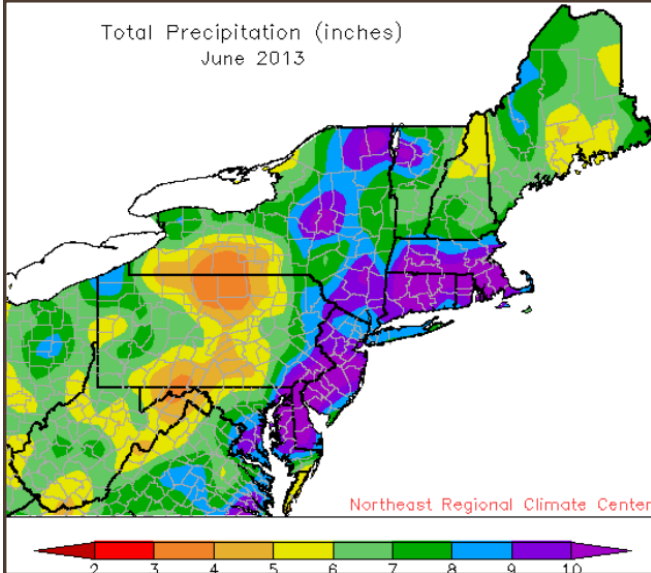 Total Precipitation (inches)
June 2013
Northeast Regional Climate Center
2 3 4 5 6 7 8 9 10